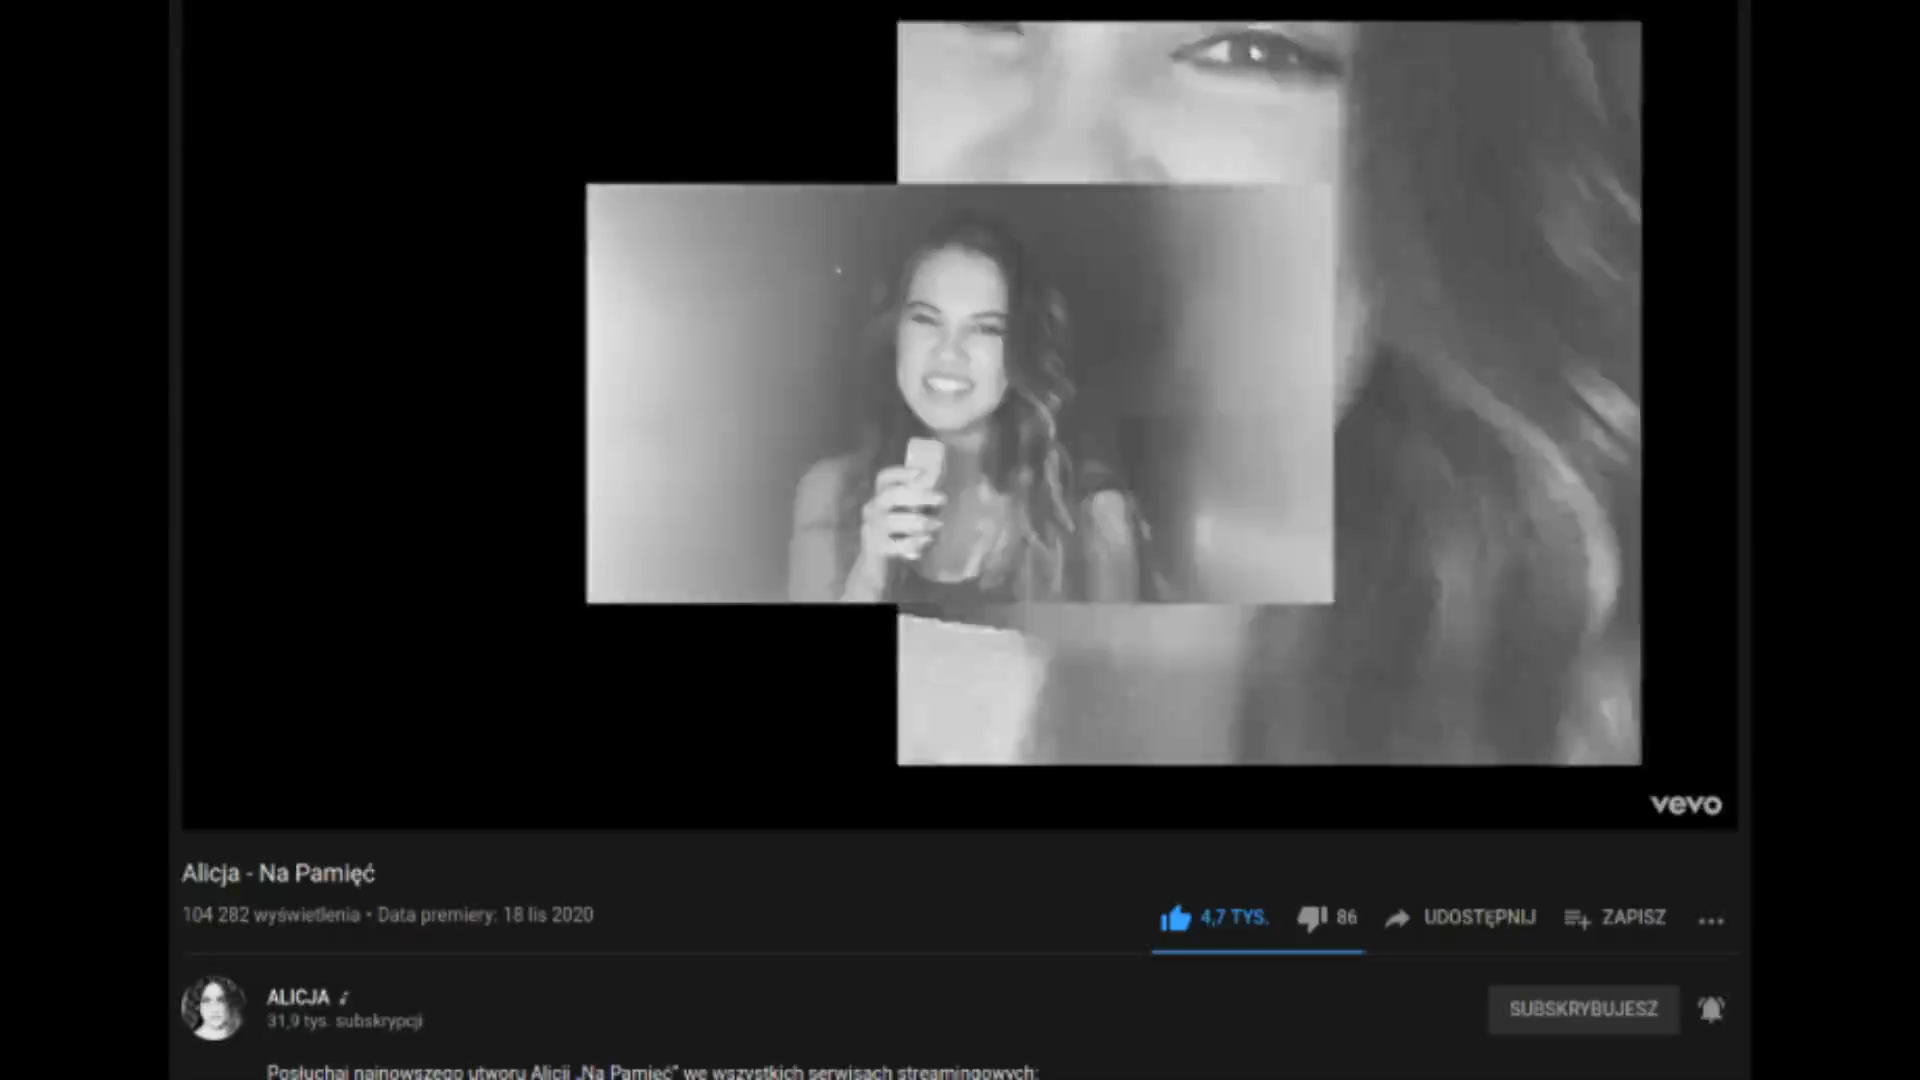 vevo
Alicja - Na Pamięć
104 282 wyświetlenia • Data premiery: 18 lis 2020
4,7 TYS. 86 UDOSTĘPNIJ ZAPISZ
ALICJA
31,9 tys. subskrypcji
SUBSKRYBUJESZ
Posłuchaj najnowszego utworu Alicji „Na Pamięć” we wszystkich serwisach streamingowych: